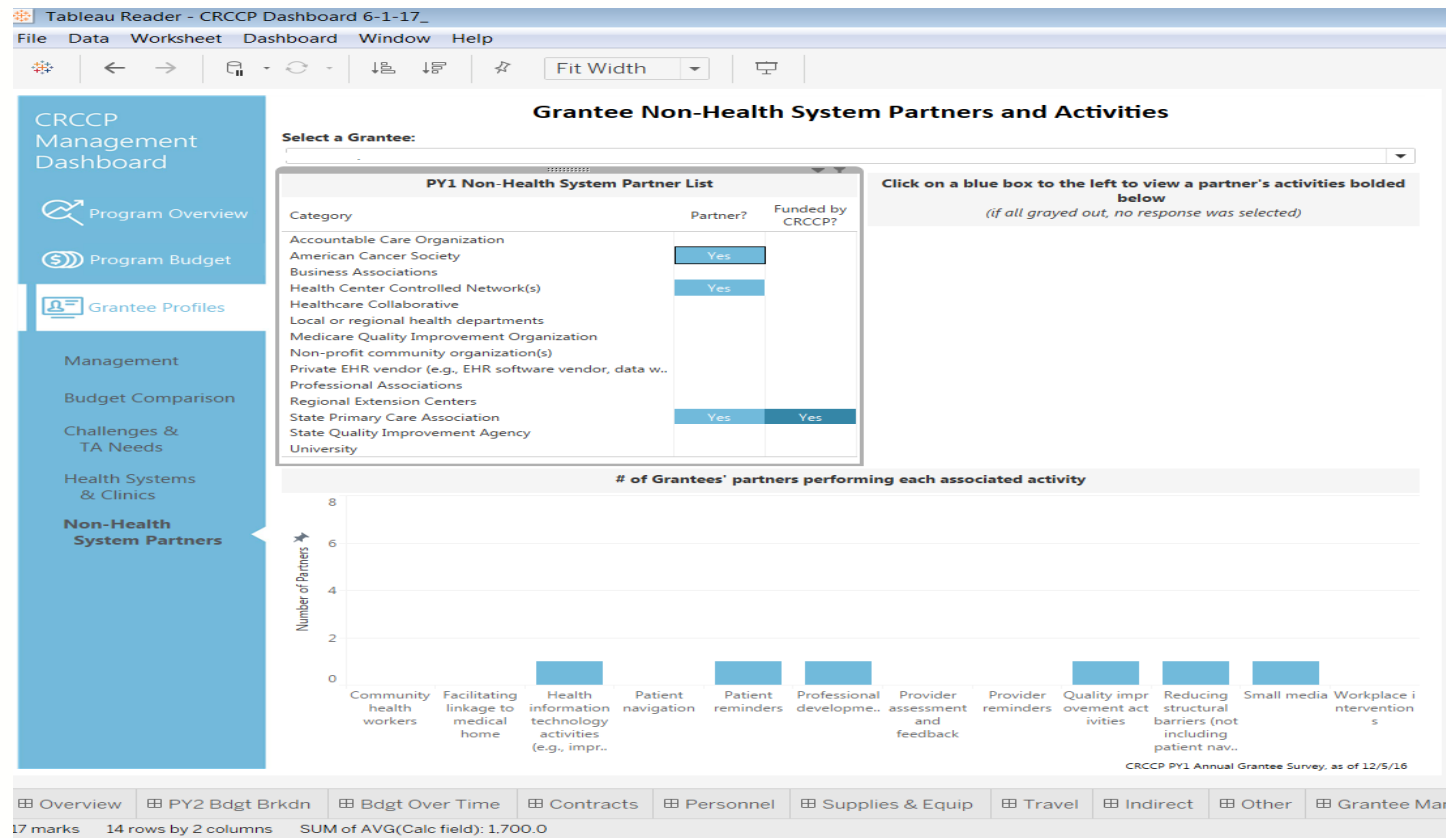 Tableau Reader - CRCCP Dashboard 6-1-17_
File Data Worksheet Dashboard Window Help
Fit Width
CRCCP
Management
Dashboard
Program Overview
Program Budget
Grantee Profiles
Management
Budget Comparison
Challenges &
TA Needs
Health Systems
& Clinics
Non-Health
System Partners
Grantee Non-Health System Partners and Activities
Select a Grantee:
PY1 Non-Health System Partner List
Category Partner? Funded by
CRCCP?
Accountable Care Organization
American Cancer Society Yes
Business Associations
Health Center Controlled Network(s) Yes
Healthcare Collaborative
Local or regional health departments
Medicare Quality Improvement Organization
Non-profit community organization(s)
Private EHR vendor (e.g., EHR software vendor, data w..
Professional Associations
Regional Extension Centers
State Primary Care Association Yes Yes
State Quality Improvement Agency
University
Click on a blue box to the left to view a partner's activities bolded
below
(if all grayed out, no response was selected)
# of Grantees' partners performing each associated activity
Number of Partners
8
6
4
2
0
Community
health
workers
Facilitating
linkage to
medical
home
Health
information
technology
activities
(e.g., impr..
Patient
navigation
Patient
reminders
Professional
developme..
Provider
assessment
and
feedback
Provider
reminders
Quality impr
ovement act
ivities
Reducing
structural
barriers (not
including
patient nav..
Small media
Workplace i
ntervention
s
CRCCP PY1 Annual Grantee Survey, as of 12/5/16
Overview PY2 Bdgt Brkdn Bdgt Over Time Contracts Personnel Supplies & Equip Travel Indirect Other Grantee Mar
17 marks 14 rows by 2 columns SUM of AVG(Calc field): 1,700.0